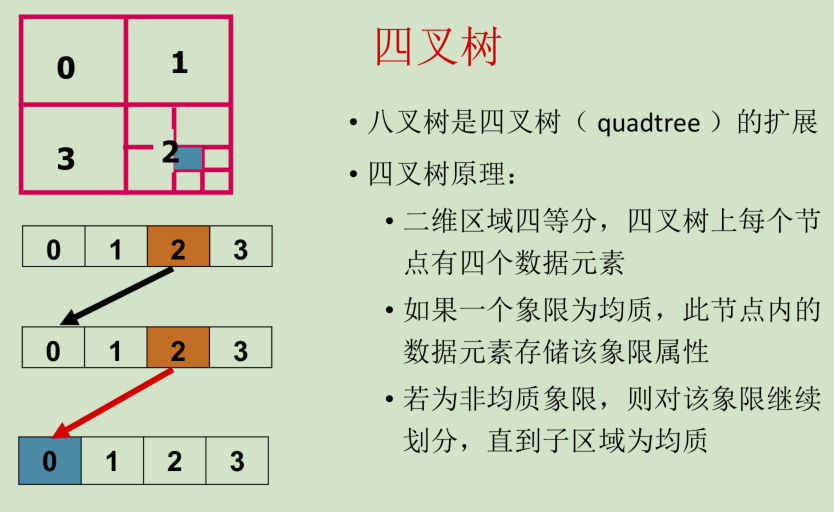 四叉树
0
1
3
2
0 1 2 3
0 1 2 3
0 1 2 3
• 八叉树是四叉树（ quadtree ）的扩展
• 四叉树原理：
• 二维区域四等分，四叉树上每个节
点有四个数据元素
• 如果一个象限为均质，此节点内的
数据元素存储该象限属性
• 若为非均质象限，则对该象限继续
划分，直到子区域为均质